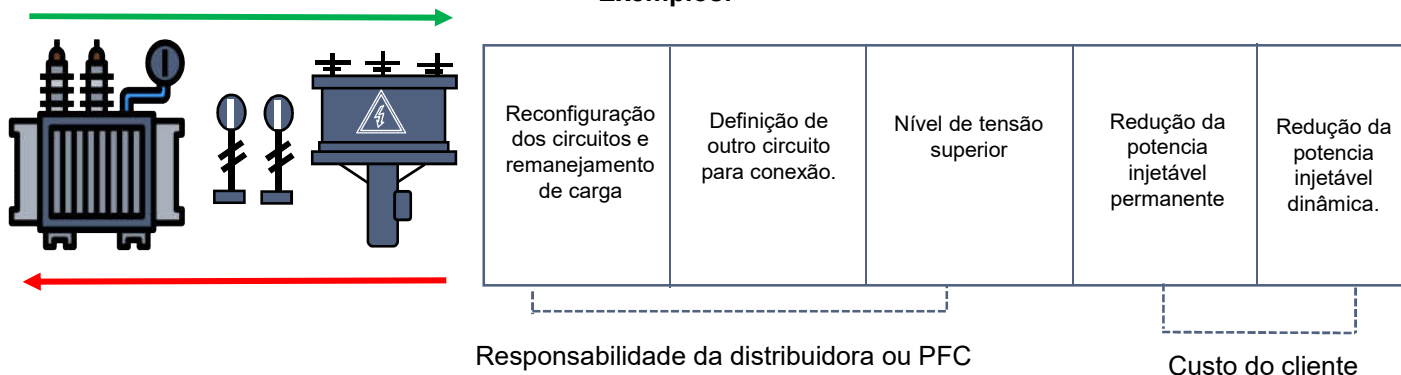 Exemplos:
Reconfiguração
dos circuitos e
remanejamento
de carga
Definição de
outro circuito
para conexão.
Nível de tensão
superior
Redução da
potencia
injetável
permanente
Redução da
potencia
injetável
dinâmica.
Responsabilidade da distribuidora ou PFC
Custo do cliente